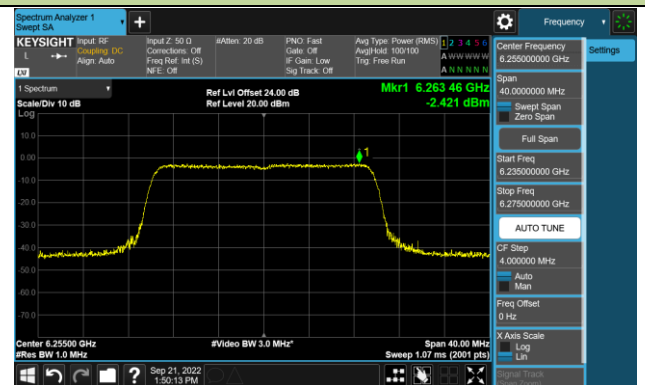 Spectrum Analyzer 1
Swept SA
+
Frequency
KEYSIGHT
Input: RF
Coupling: DC
Align: Auto
Input Z: 50 Ω
Corrections: Off
Freq Ref: Int (S)
NFE: Off
#Atten: 20 dB
PNO: Fast
Gate: Off
IF Gain: Low
Sig Track: Off
Avg Type: Power (RMS)
Avg|Hold: 100/100
Trig: Free Run
1 2 3 4 5 6
A W W W W W
A N N N N N
L
LXI
1 Spectrum
Scale/Div 10 dB
Log
Ref Lvl Offset 24.00 dB
Ref Level 20.00 dBm
Mkr1 6.263 46 GHz
-2.421 dBm
1
10.0
0.00
-10.0
-20.0
-30.0
-40.0
-50.0
-60.0
-70.0
Center 6.25500 GHz
#Res BW 1.0 MHz
#Video BW 3.0 MHz*
Span 40.00 MHz
Sweep 1.07 ms (2001 pts)
Center Frequency
6.255000000 GHz
Settings
Span
40.0000000 MHz
Swept Span
Zero Span
Full Span
Start Freq
6.235000000 GHz
Stop Freq
6.275000000 GHz
AUTO TUNE
CF Step
4.000000 MHz
Auto
Man
Freq Offset
0 Hz
X Axis Scale
Log
Lin
Signal Track
(Span Zoom)
?
Sep 21, 2022
1:50:13 PM